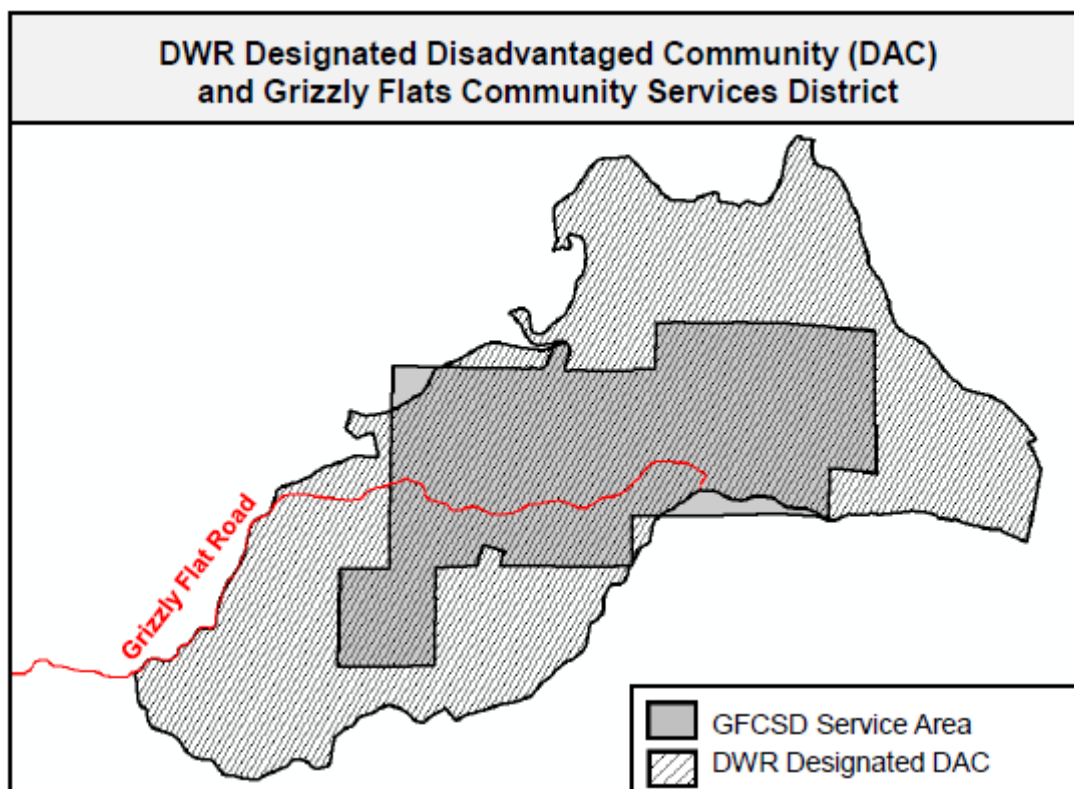 DWR Designated Disadvantaged Community (DAC)
and Grizzly Flats Community Services District
Grizzly Flat Road
GFCSD Service Area
DWR Designated DAC